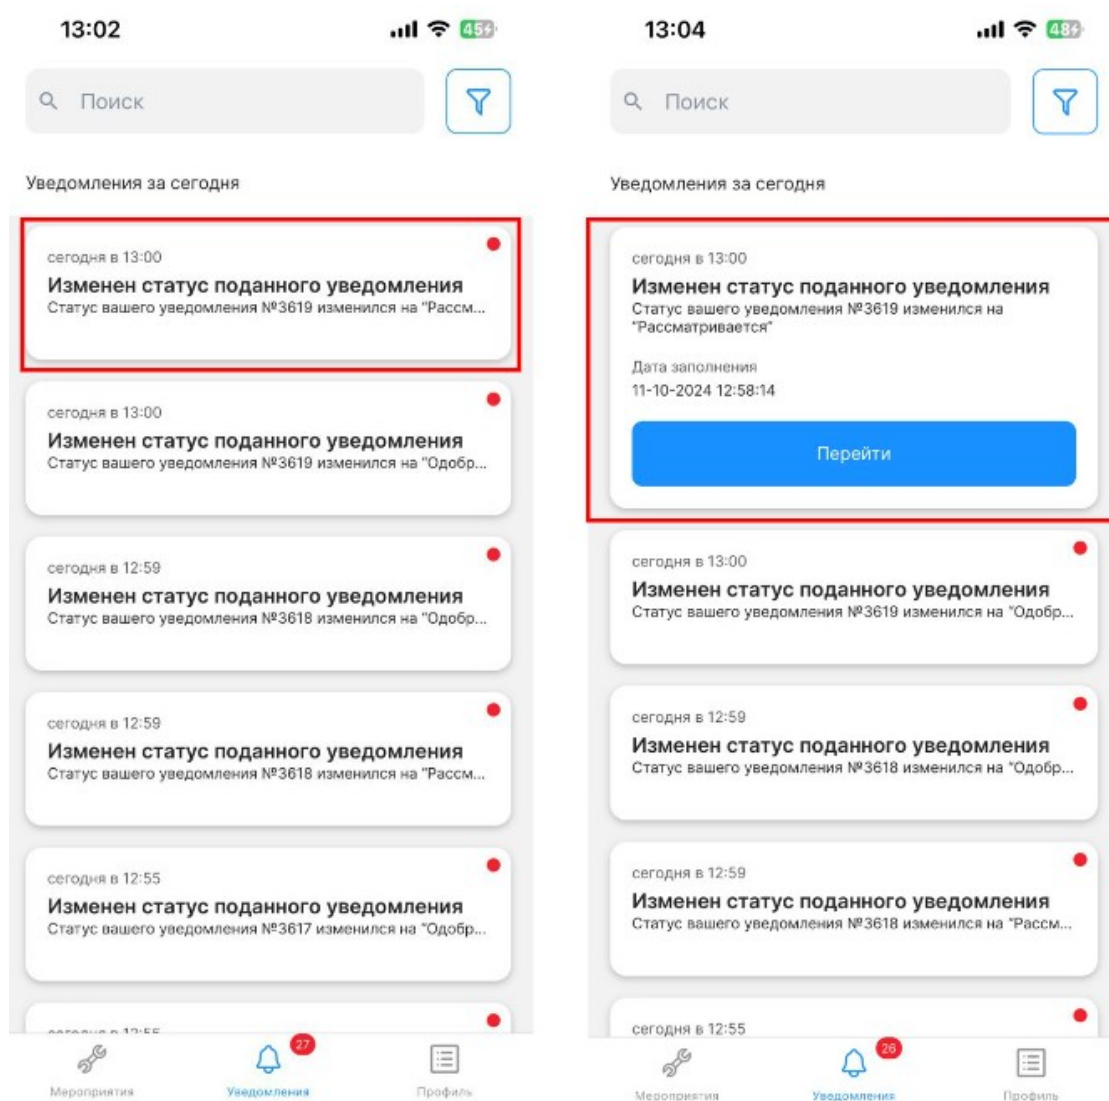 13:02
45
Поиск
Уведомления за сегодня
сегодня в 13:00
Изменен статус поданного уведомления
Статус вашего уведомления №3619 изменился на "Рассм...
сегодня в 13:00
Изменен статус поданного уведомления
Статус вашего уведомления №3619 изменился на "Одобр...
сегодня в 12:59
Изменен статус поданного уведомления
Статус вашего уведомления №3618 изменился на "Одобр...
сегодня в 12:59
Изменен статус поданного уведомления
Статус вашего уведомления №3618 изменился на "Рассм...
сегодня в 12:55
Изменен статус поданного уведомления
Статус вашего уведомления №3617 изменился на "Одобр...
сегодня в 12:55
27
Мероприятия
Уведомления
Профиль
13:04
48
Поиск
Уведомления за сегодня
сегодня в 13:00
Изменен статус поданного уведомления
Статус вашего уведомления №3619 изменился на
"Рассматривается"
Дата заполнения
11-10-2024 12:58:14
Перейти
сегодня в 13:00
Изменен статус поданного уведомления
Статус вашего уведомления №3619 изменился на "Одобр...
сегодня в 12:59
Изменен статус поданного уведомления
Статус вашего уведомления №3618 изменился на "Одобр...
сегодня в 12:59
Изменен статус поданного уведомления
Статус вашего уведомления №3618 изменился на "Рассм...
сегодня в 12:55
26
Мероприятия
Уведомления
Профиль